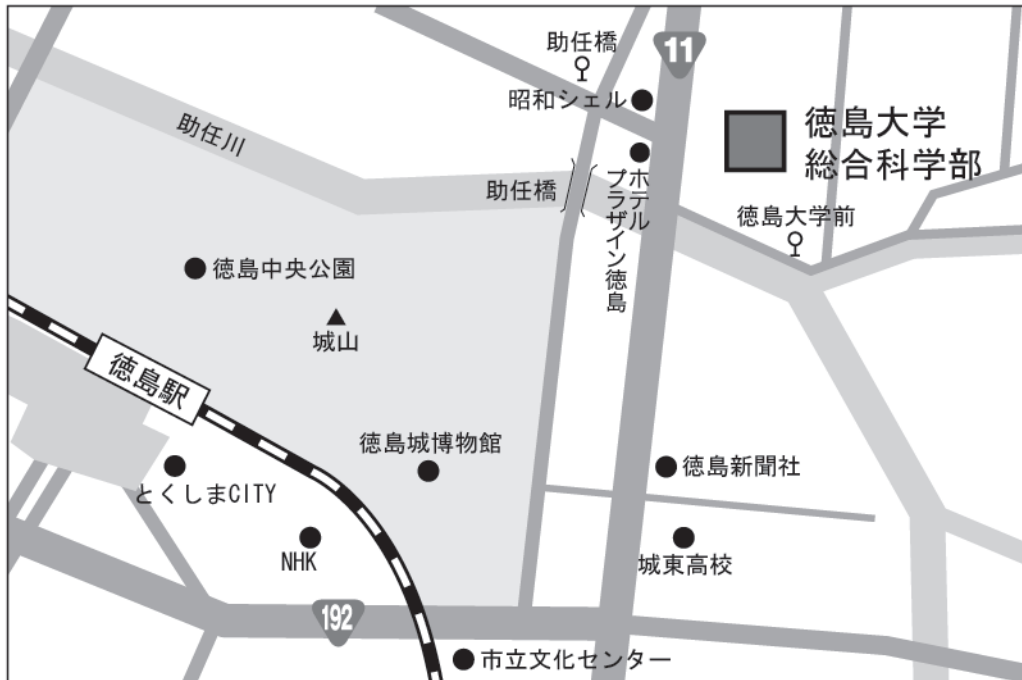 助任橋
11
昭和シェル
徳島大学
総合科学部
助任川
助任橋
ホテル
プラザイン徳島
徳島大学前
徳島中央公園
城山
徳島駅
徳島城博物館
徳島新聞社
とくしまCITY
NHK
城東高校
192
市立文化センター